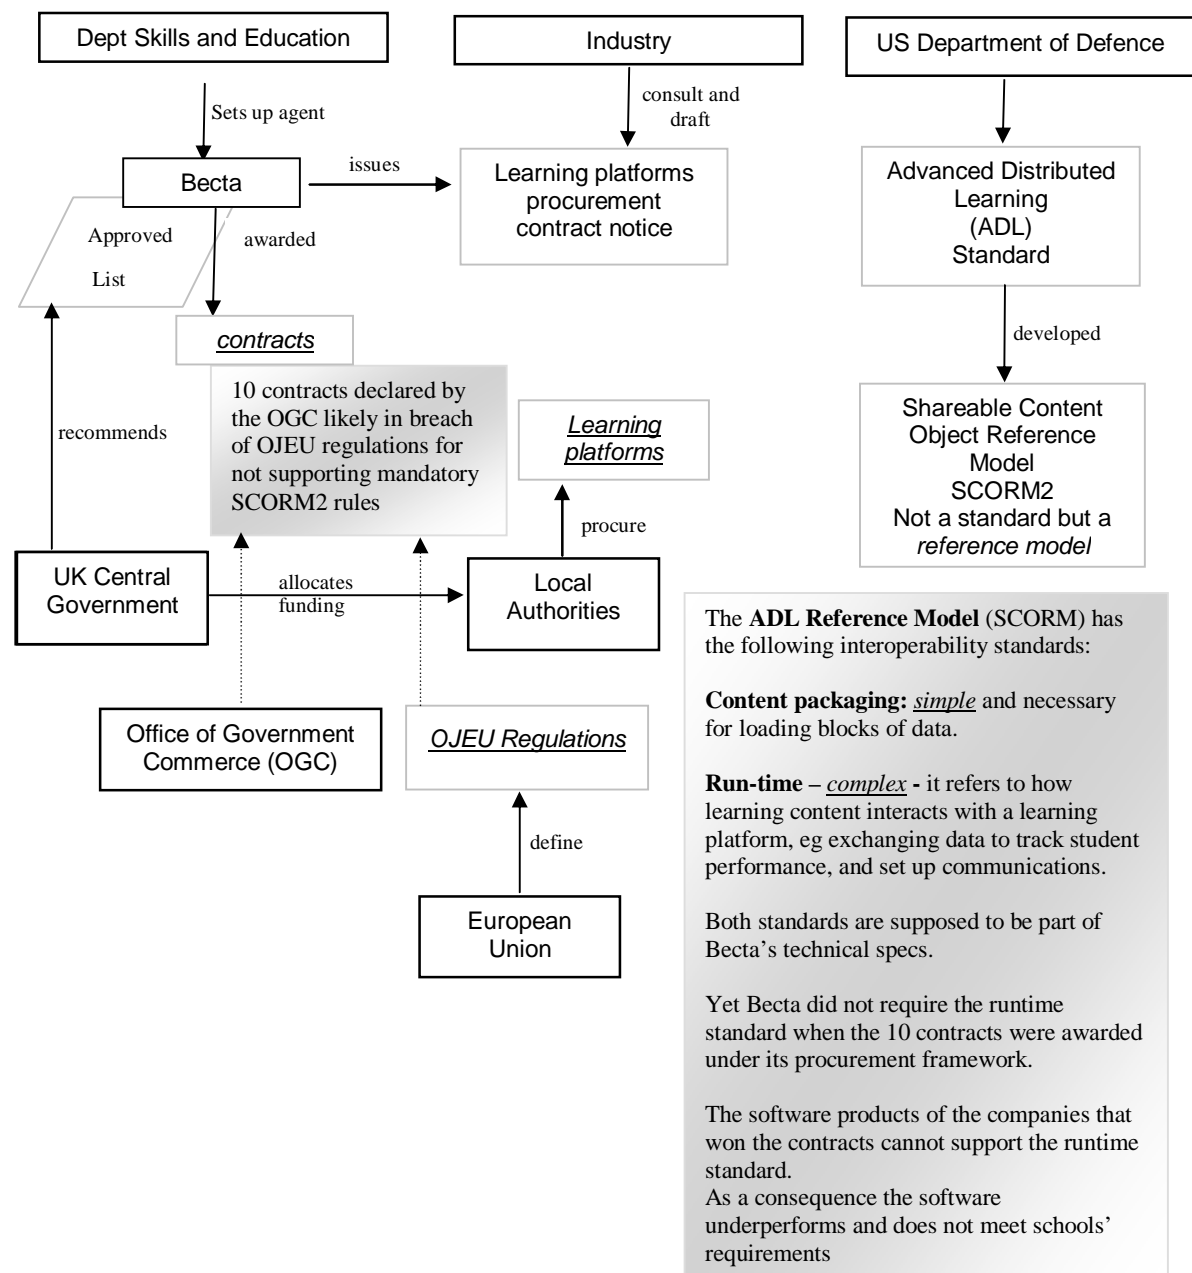 Dept Skills and Education
Industry
US Department of Defence
Sets up agent
consult and
draft
Becta
issues
Learning platforms
procurement
contract notice
Advanced Distributed
Learning
(ADL)
Standard
Approved
List
awarded
contracts
developed
10 contracts declared by
the OGC likely in breach
of OJEU regulations for
not supporting mandatory
SCORM2 rules
Learning
platforms
Shareable Content
Object Reference
Model
SCORM2
Not a standard but a
reference model
recommends
procure
UK Central
Government
allocates
funding
Local
Authorities
Office of Government
Commerce (OGC)
OJEU Regulations
define
European
Union
The ADL Reference Model (SCORM) has
the following interoperability standards:
Content packaging: simple and necessary
for loading blocks of data.
Run-time – complex - it refers to how
learning content interacts with a learning
platform, eg exchanging data to track student
performance, and set up communications.
Both standards are supposed to be part of
Becta’s technical specs.
Yet Becta did not require the runtime
standard when the 10 contracts were awarded
under its procurement framework.
The software products of the companies that
won the contracts cannot support the runtime
standard.
As a consequence the software
underperforms and does not meet schools’
requirements